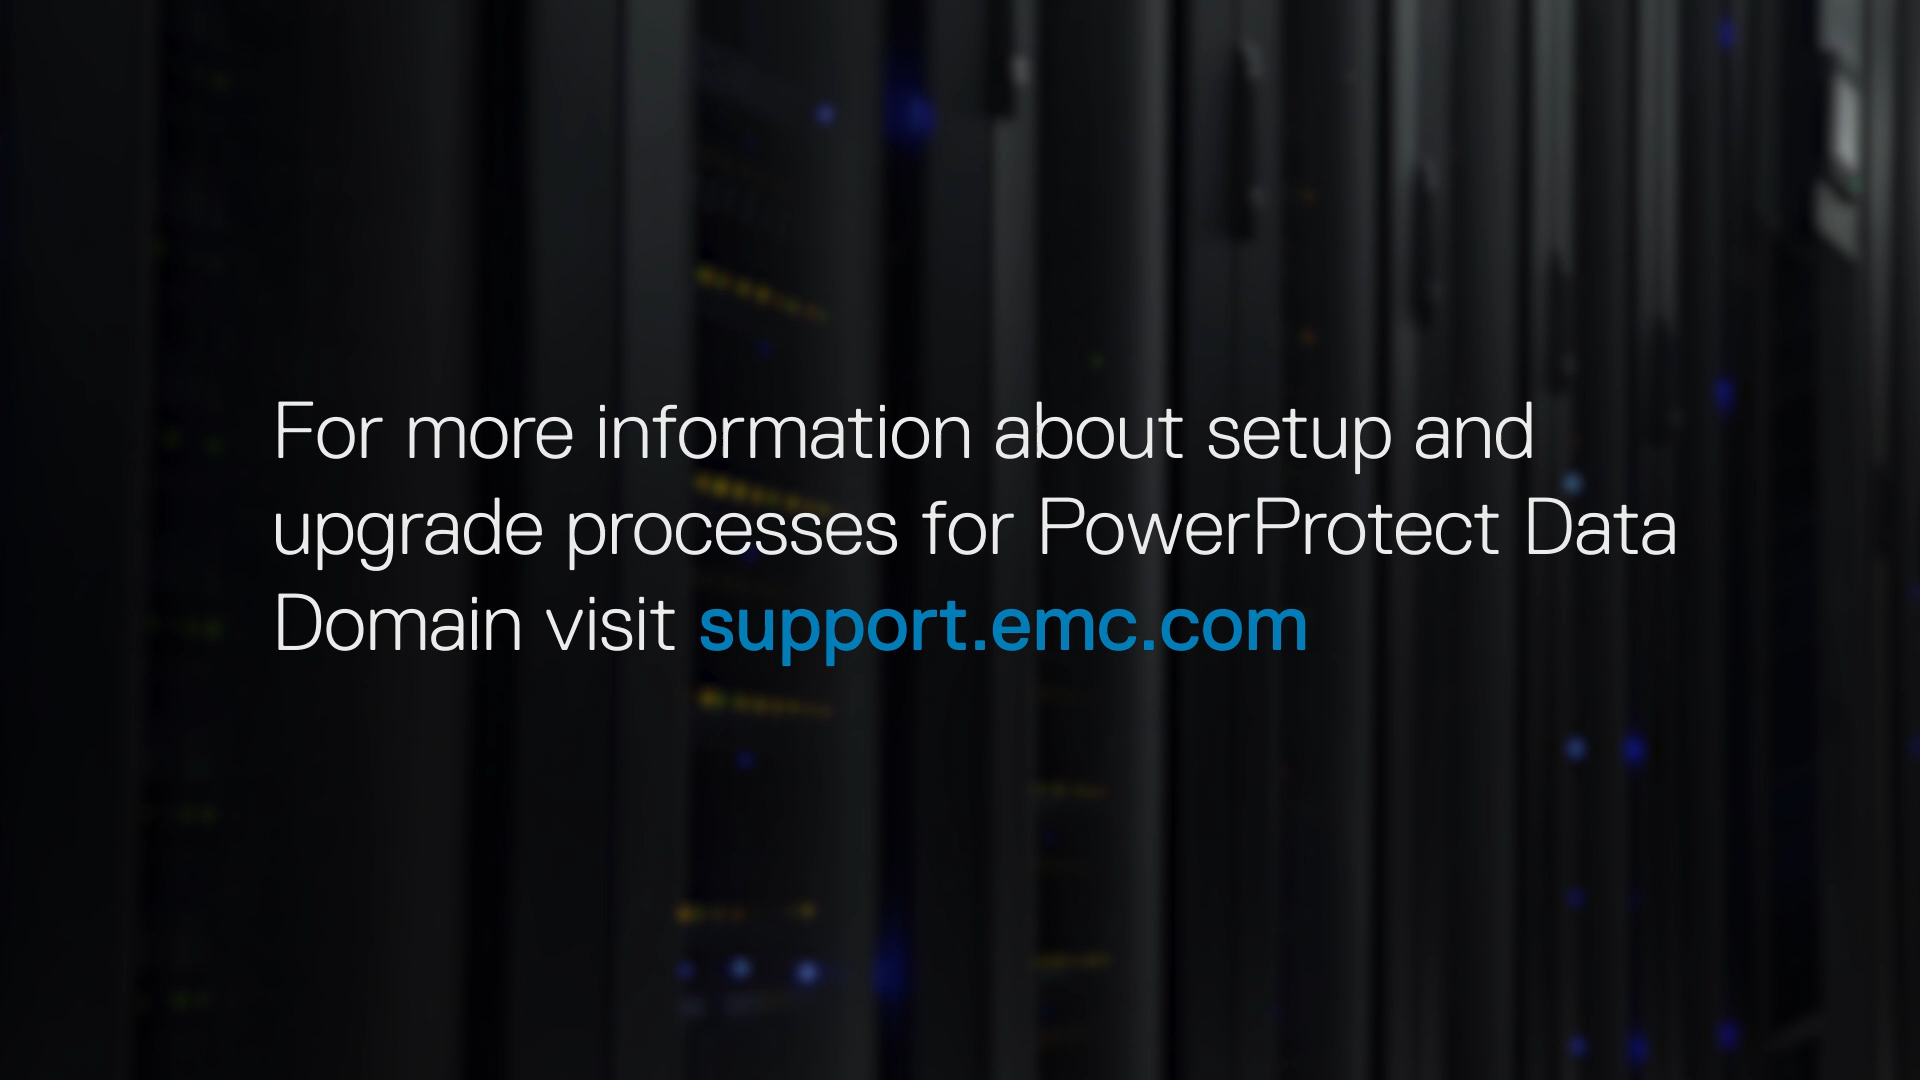 For more information about setup and
upgrade processes for PowerProtect Data
Domain visit support.emc.com